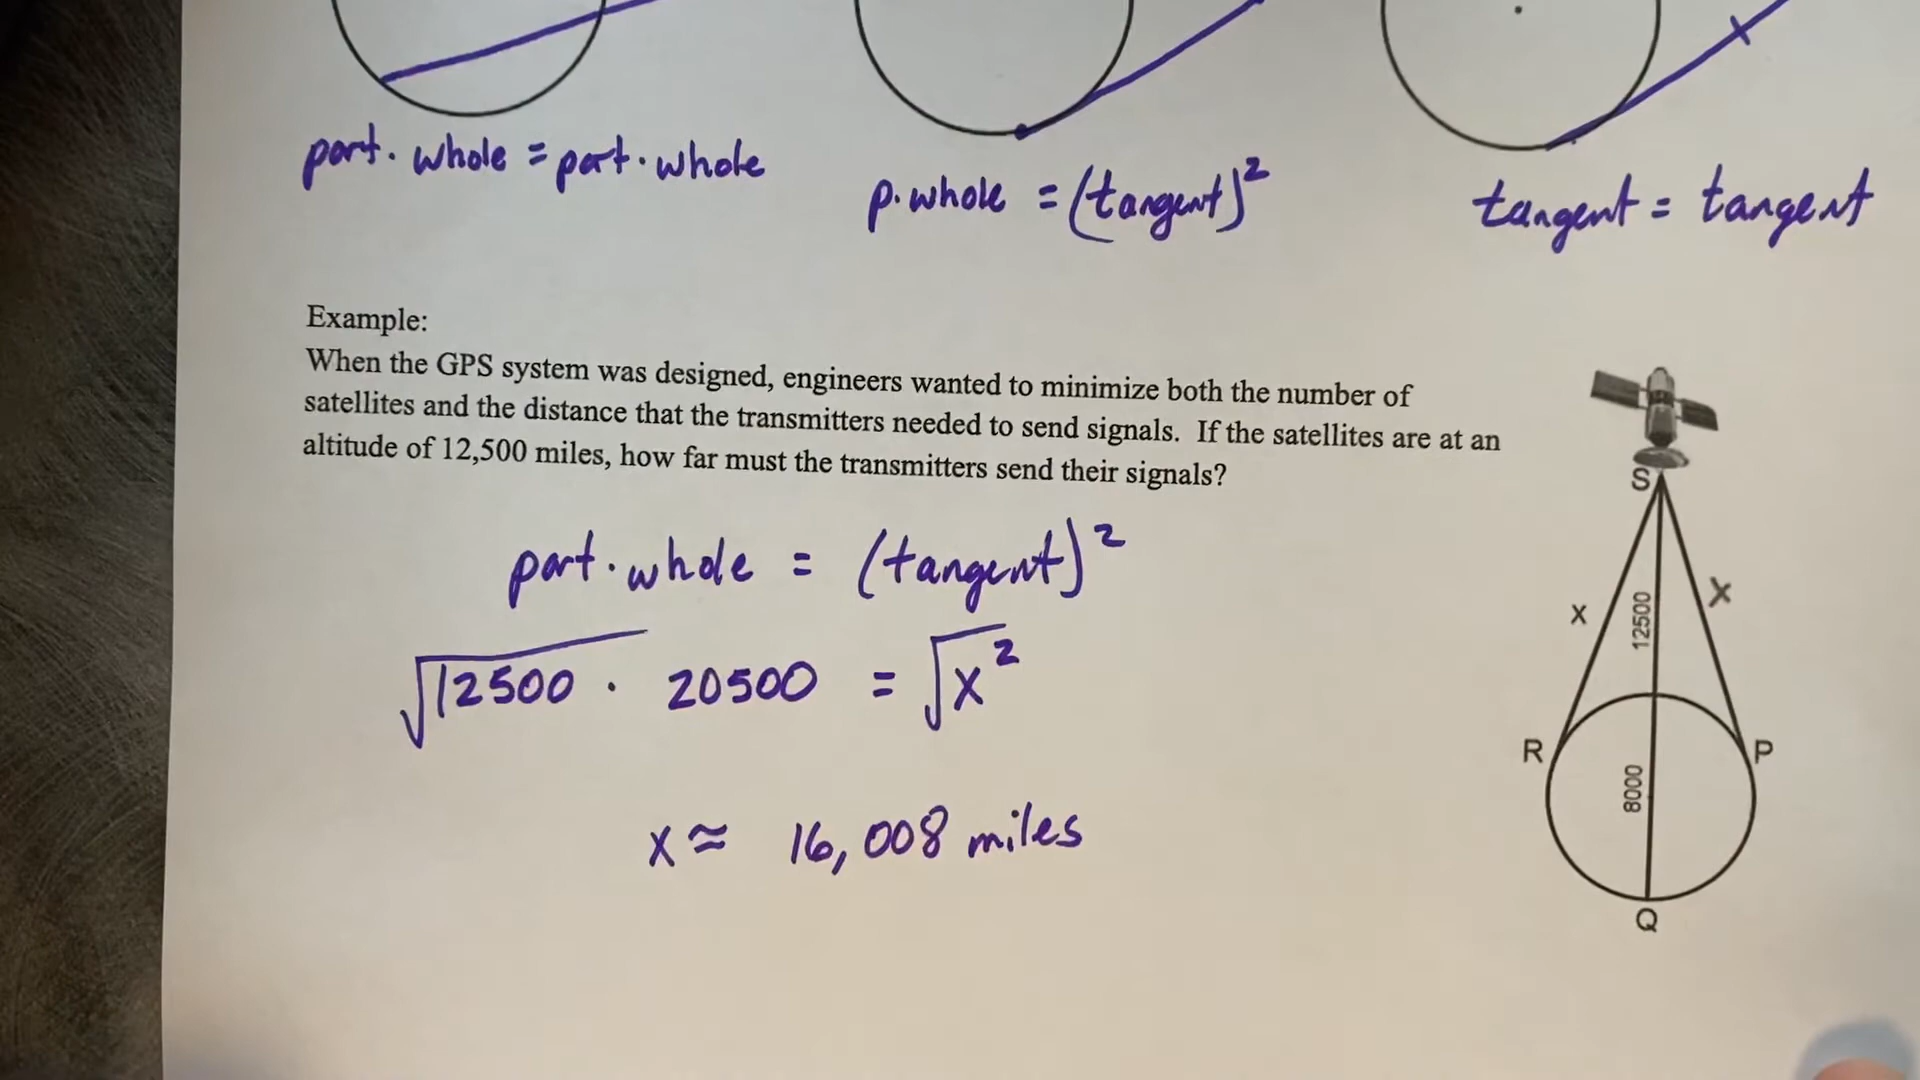 part · whole = part · whole
p · whole = (tangent)²
tangent = tangent
Example:
When the GPS system was designed, engineers wanted to minimize both the number of
satellites and the distance that the transmitters needed to send signals. If the satellites are at an
altitude of 12,500 miles, how far must the transmitters send their signals?
part · whole = (tangent)²
√12500 · 20500 = √x²
x ≈ 16,008 miles
S
x
12500
x
R
P
8000
Q